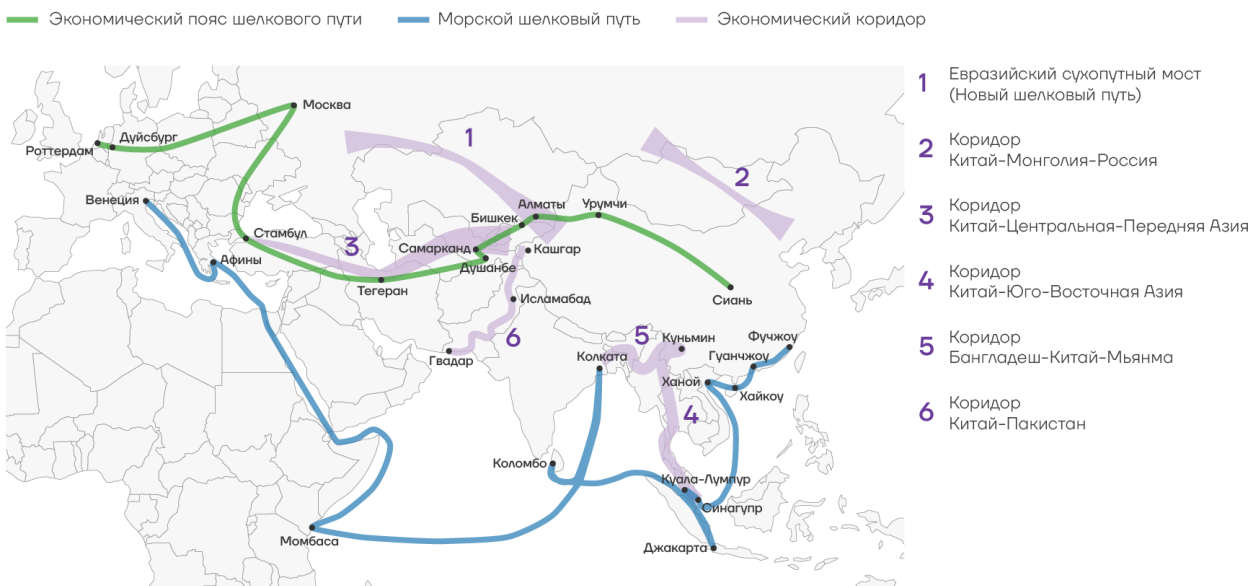 Экономический пояс шелкового пути
Морской шелковый путь
Экономический коридор
1
Евразийский сухопутный мост
(Новый шелковый путь)
2
Коридор
Китай-Монголия-Россия
3
Коридор
Китай-Центральная-Передняя Азия
4
Коридор
Китай-Юго-Восточная Азия
5
Коридор
Бангладеш-Китай-Мьянма
6
Коридор
Китай-Пакистан
Москва
Дуйсбург
Роттердам
1
2
Венеция
Алматы
Урумчи
Бишкек
Стамбул
3
Самарканд
Кашгар
Афины
Душанбе
Тегеран
Сиань
Исламабад
6
5
Куньмин
Фучжоу
Гвадар
Колката
Гуанчжоу
Ханой
Хайкоу
4
Коломбо
Куала-Лумпур
Синагупр
Момбаса
Джакарта